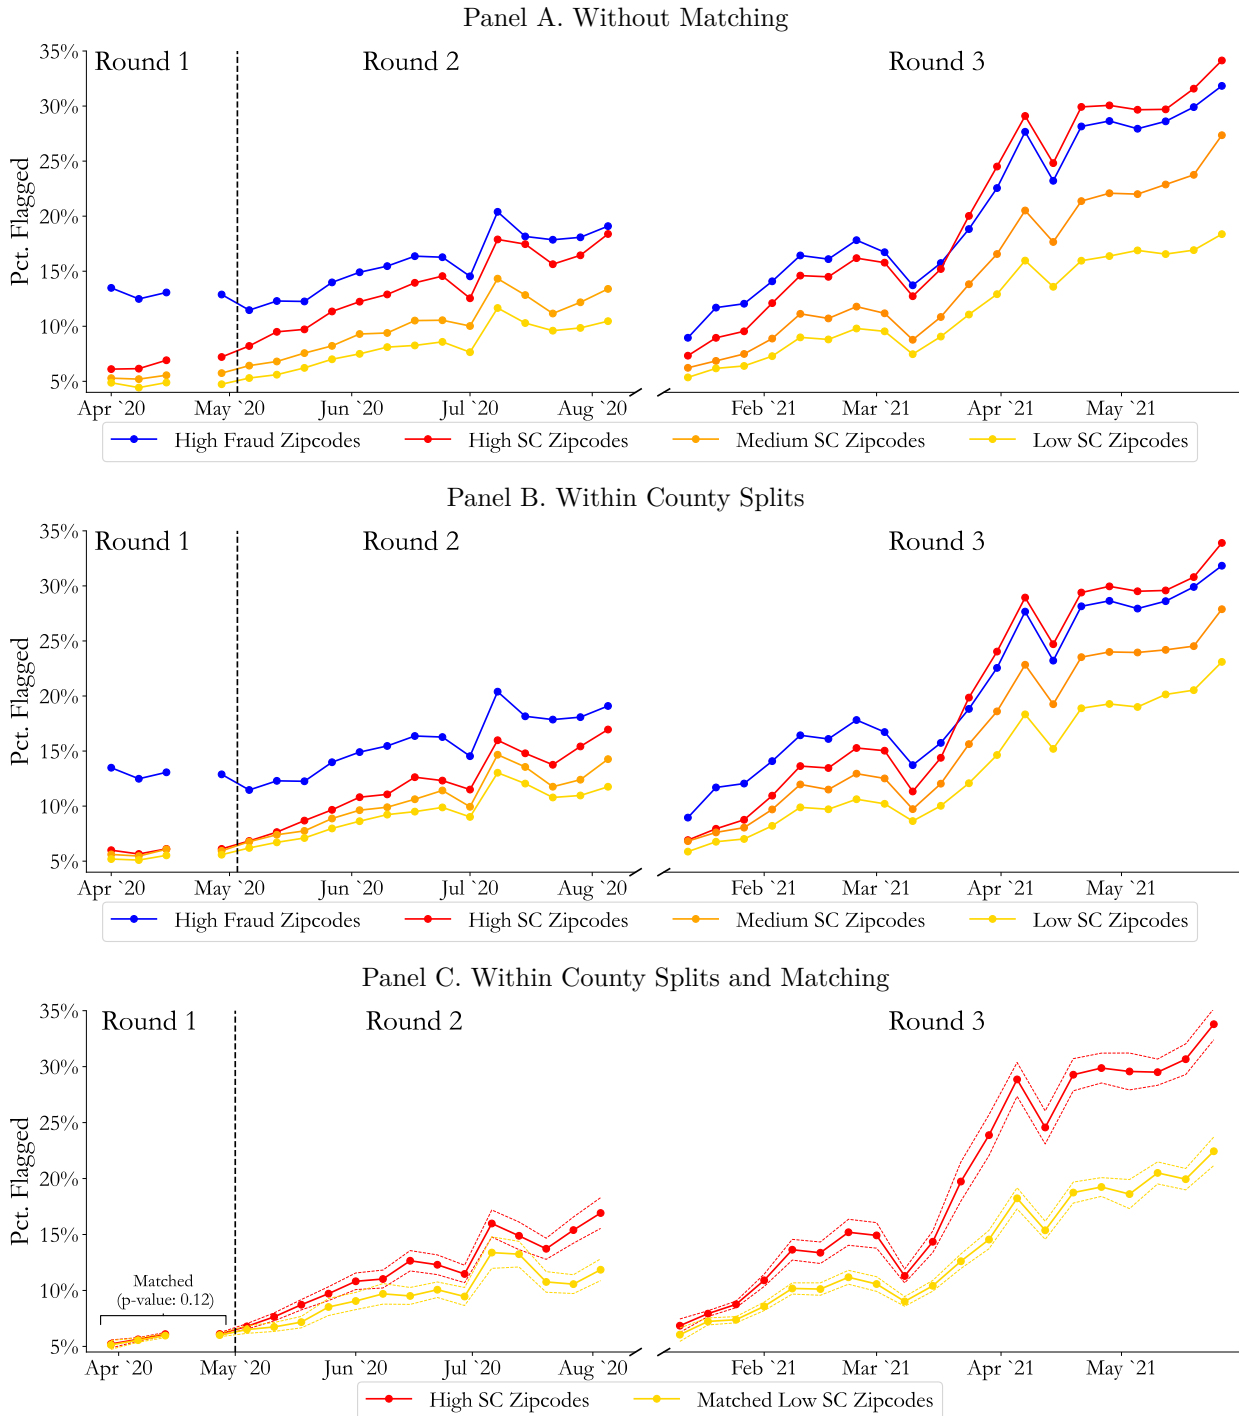 Panel A. Without Matching
35%
Round 1
Round 2
Round 3
30%
25%
20%
15%
10%
5%
Pct. Flagged
Apr `20
May `20
Jun `20
Jul `20
Aug `20
Feb `21
Mar `21
Apr `21
May `21
High Fraud Zipcodes
High SC Zipcodes
Medium SC Zipcodes
Low SC Zipcodes
Panel B. Within County Splits
35%
Round 1
Round 2
Round 3
30%
25%
20%
15%
10%
5%
Pct. Flagged
Apr `20
May `20
Jun `20
Jul `20
Aug `20
Feb `21
Mar `21
Apr `21
May `21
High Fraud Zipcodes
High SC Zipcodes
Medium SC Zipcodes
Low SC Zipcodes
Panel C. Within County Splits and Matching
35%
Round 1
Round 2
Round 3
30%
25%
20%
15%
10%
5%
Pct. Flagged
Matched
(p-value: 0.12)
Apr `20
May `20
Jun `20
Jul `20
Aug `20
Feb `21
Mar `21
Apr `21
May `21
High SC Zipcodes
Matched Low SC Zipcodes